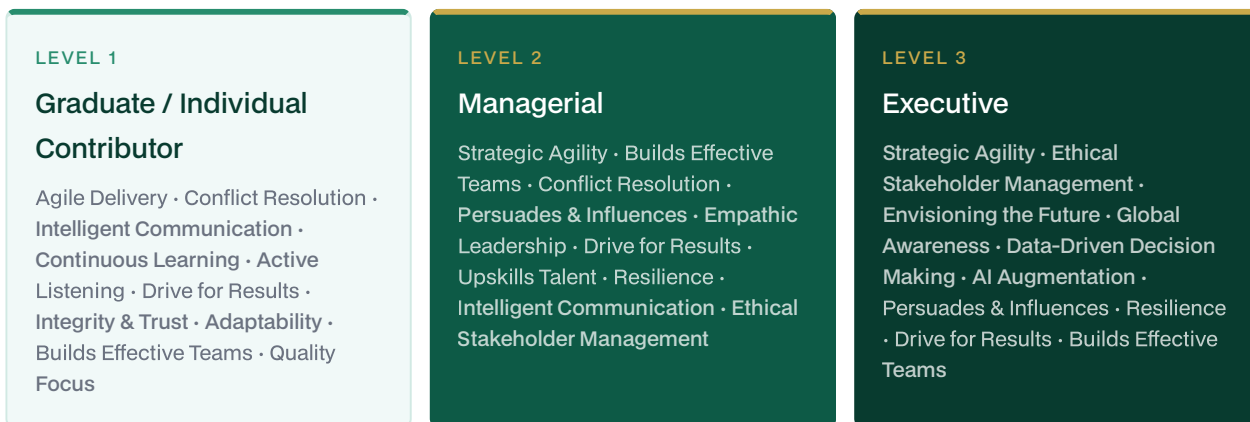 LEVEL 1
Graduate / Individual
Contributor
Agile Delivery · Conflict Resolution ·
Intelligent Communication ·
Continuous Learning · Active
Listening · Drive for Results ·
Integrity & Trust · Adaptability ·
Builds Effective Teams · Quality
Focus
LEVEL 2
Managerial
Strategic Agility · Builds Effective
Teams · Conflict Resolution ·
Persuades & Influences · Empathic
Leadership · Drive for Results ·
Upskills Talent · Resilience ·
Intelligent Communication · Ethical
Stakeholder Management
LEVEL 3
Executive
Strategic Agility · Ethical
Stakeholder Management ·
Envisioning the Future · Global
Awareness · Data-Driven Decision
Making · AI Augmentation ·
Persuades & Influences · Resilience
· Drive for Results · Builds Effective
Teams